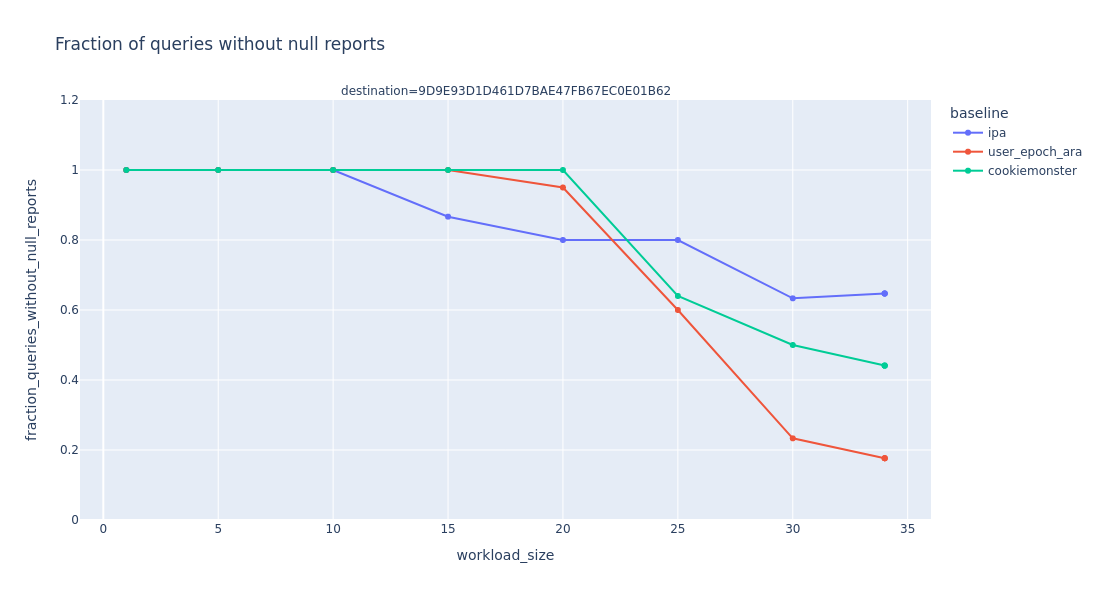 Fraction of queries without null reports
destination=9D9E93D1D461D7BAE47FB67EC0E01B62
baseline
ipa
user_epoch_ara
cookiemonster
fraction_queries_without_null_reports
1.2
1
0.8
0.6
0.4
0.2
0
0 5 10 15 20 25 30 35
workload_size